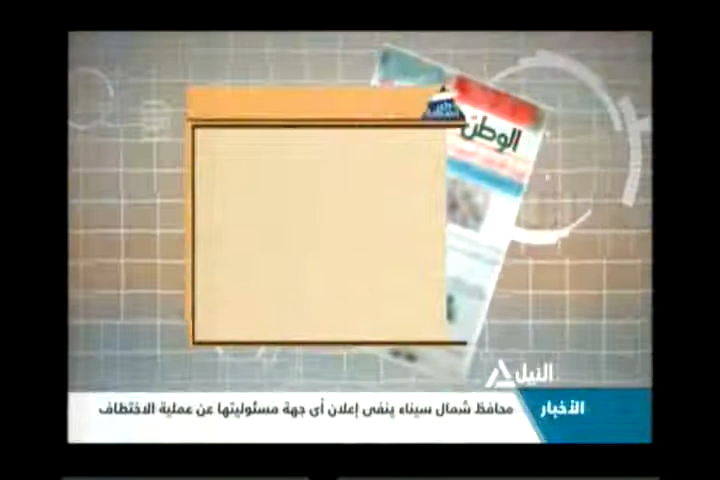 الوطن
النيل
الأخبار
محافظ شمال سيناء ينفى إعلان أى جهة مسئوليتها عن عملية الاختطاف